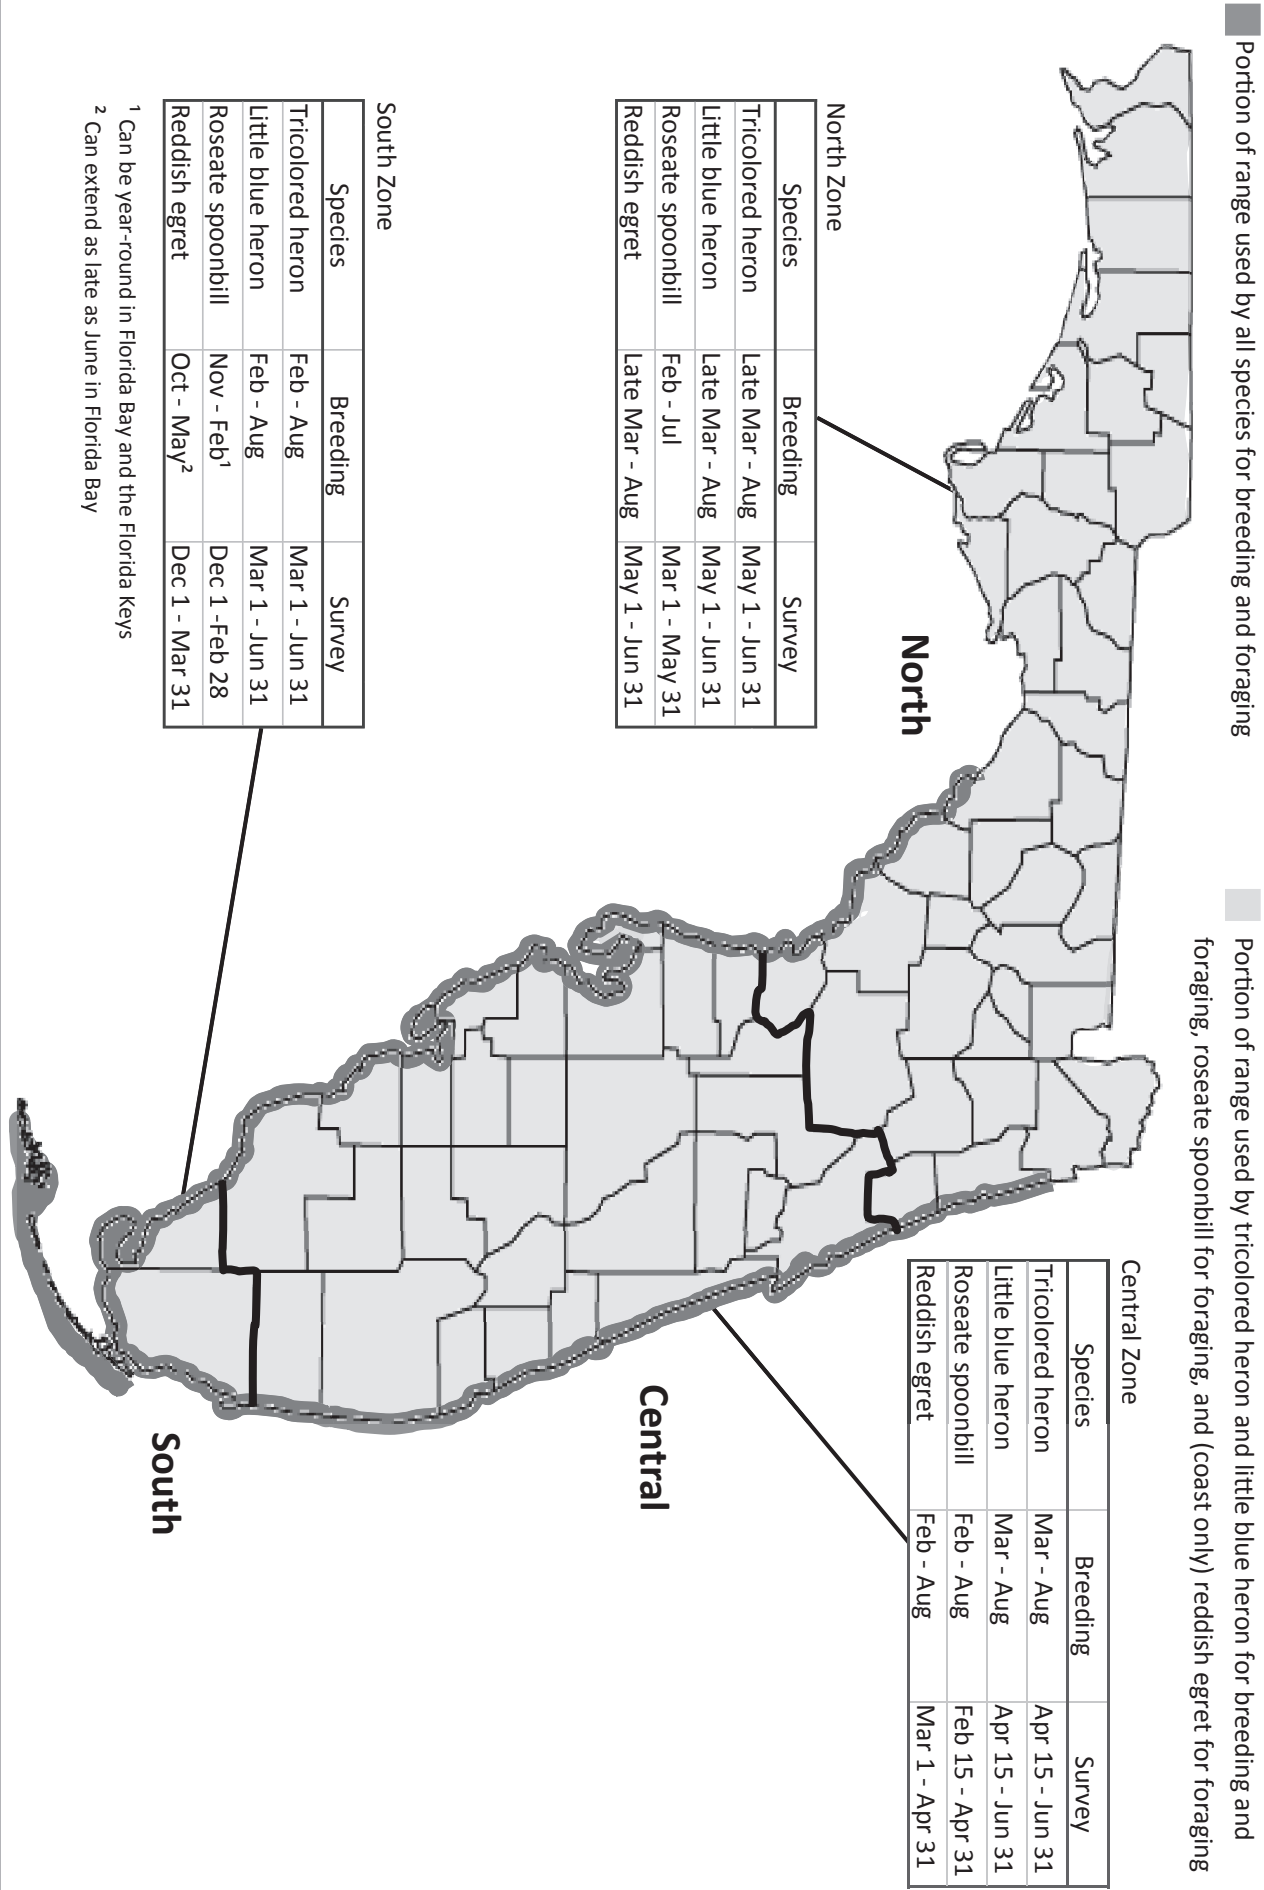 Portion of range used by all species for breeding and foraging
Portion of range used by tricolored heron and little blue heron for breeding and
foraging, roseate spoonbill for foraging, and (coast only) reddish egret for foraging
North Zone
Species Breeding Survey
Tricolored heron Late Mar - Aug May 1 - Jun 31
Little blue heron Late Mar - Aug May 1 - Jun 31
Roseate spoonbill Feb - Jul Mar 1 - May 31
Reddish egret Late Mar - Aug May 1 - Jun 31
North
Central Zone
Species Breeding Survey
Tricolored heron Mar - Aug Apr 15 - Jun 31
Little blue heron Mar - Aug Apr 15 - Jun 31
Roseate spoonbill Feb - Aug Feb 15 - Apr 31
Reddish egret Feb - Aug Mar 1 - Apr 31
Central
South Zone
Species Breeding Survey
Tricolored heron Feb - Aug Mar 1 - Jun 31
Little blue heron Feb - Aug Mar 1 - Jun 31
Roseate spoonbill Nov - Feb¹ Dec 1 -Feb 28
Reddish egret Oct - May² Dec 1 - Mar 31
¹ Can be year-round in Florida Bay and the Florida Keys
² Can extend as late as June in Florida Bay
South